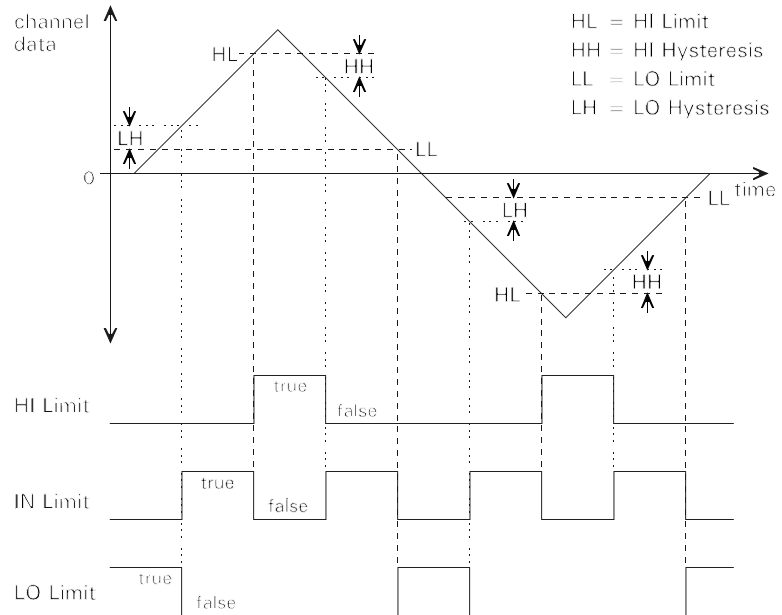 channel
data
HL = HI Limit
HH = HI Hysteresis
LL = LO Limit
LH = LO Hysteresis
HL
HH
LH
LL
0
time
LL
LH
HH
HL
HI Limit
true
false
IN Limit
true
false
LO Limit
true
false